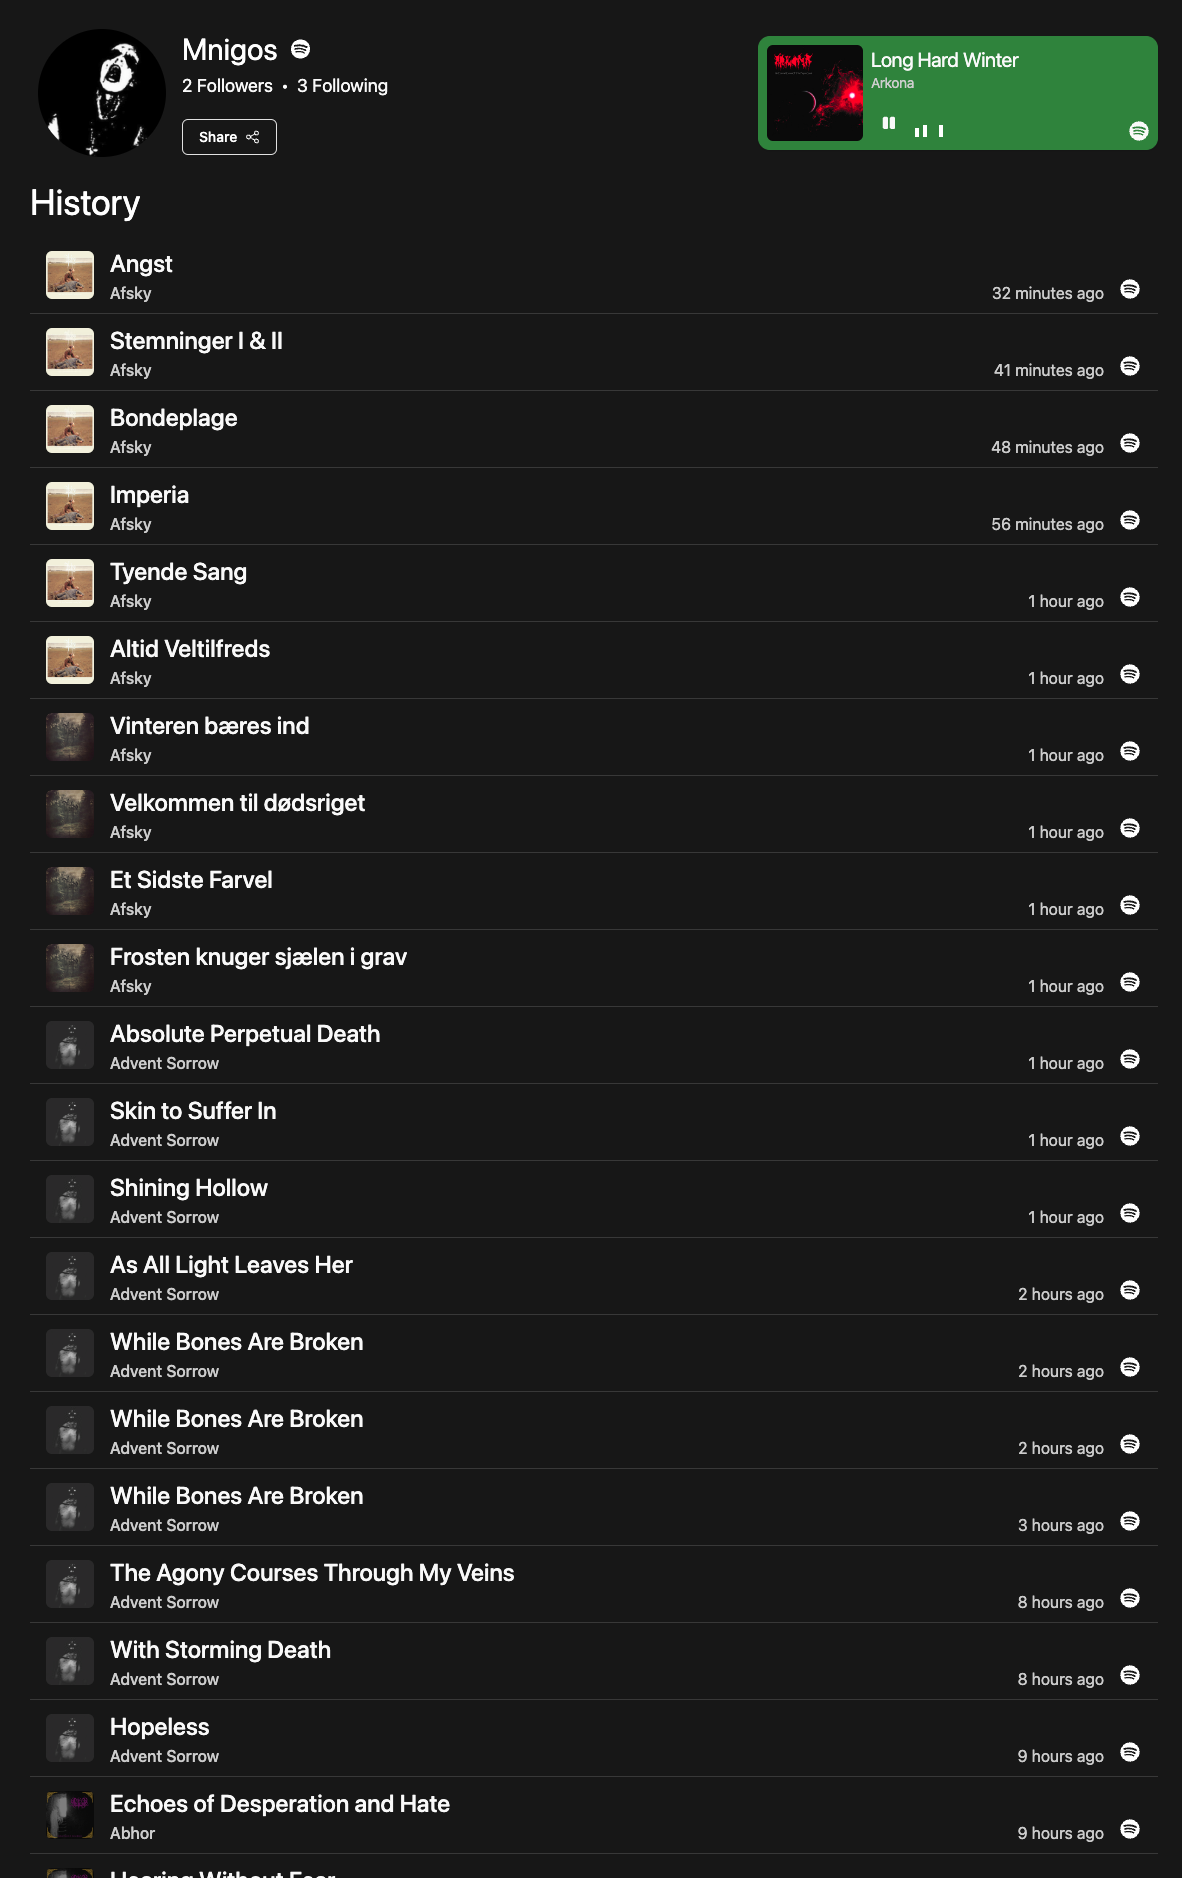 Mnigos
2 Followers • 3 Following
Share
Long Hard Winter
Arkona
History
Angst
Afsky
32 minutes ago
Stemninger I & II
Afsky
41 minutes ago
Bondeplage
Afsky
48 minutes ago
Imperia
Afsky
56 minutes ago
Tyende Sang
Afsky
1 hour ago
Altid Veltilfreds
Afsky
1 hour ago
Vinteren bæres ind
Afsky
1 hour ago
Velkommen til dødsriget
Afsky
1 hour ago
Et Sidste Farvel
Afsky
1 hour ago
Frosten knuger sjælen i grav
Afsky
1 hour ago
Absolute Perpetual Death
Advent Sorrow
1 hour ago
Skin to Suffer In
Advent Sorrow
1 hour ago
Shining Hollow
Advent Sorrow
1 hour ago
As All Light Leaves Her
Advent Sorrow
2 hours ago
While Bones Are Broken
Advent Sorrow
2 hours ago
While Bones Are Broken
Advent Sorrow
2 hours ago
While Bones Are Broken
Advent Sorrow
3 hours ago
The Agony Courses Through My Veins
Advent Sorrow
8 hours ago
With Storming Death
Advent Sorrow
8 hours ago
Hopeless
Advent Sorrow
9 hours ago
Echoes of Desperation and Hate
Abhor
9 hours ago